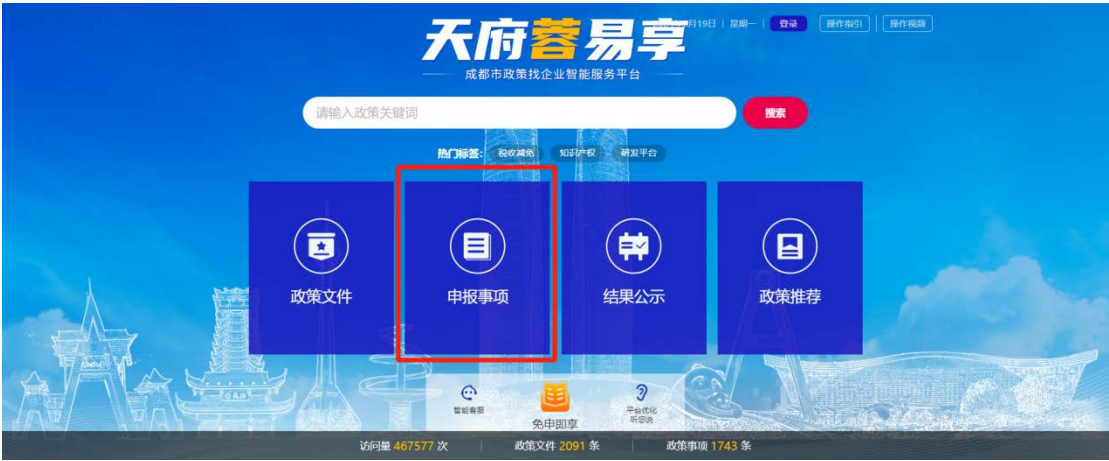 天府蓉易享
月19日 | 星期一 | 登录 操作指引 操作视频
成都市政策找企业智能服务平台
请输入政策关键词 搜索
热门标签： 税收减免 知识产权 研发平台
政策文件 申报事项 结果公示 政策推荐
智能客服 免申即享 平台优化
听您说
访问量 467577 次 政策文件 2091 条 政策事项 1743 条